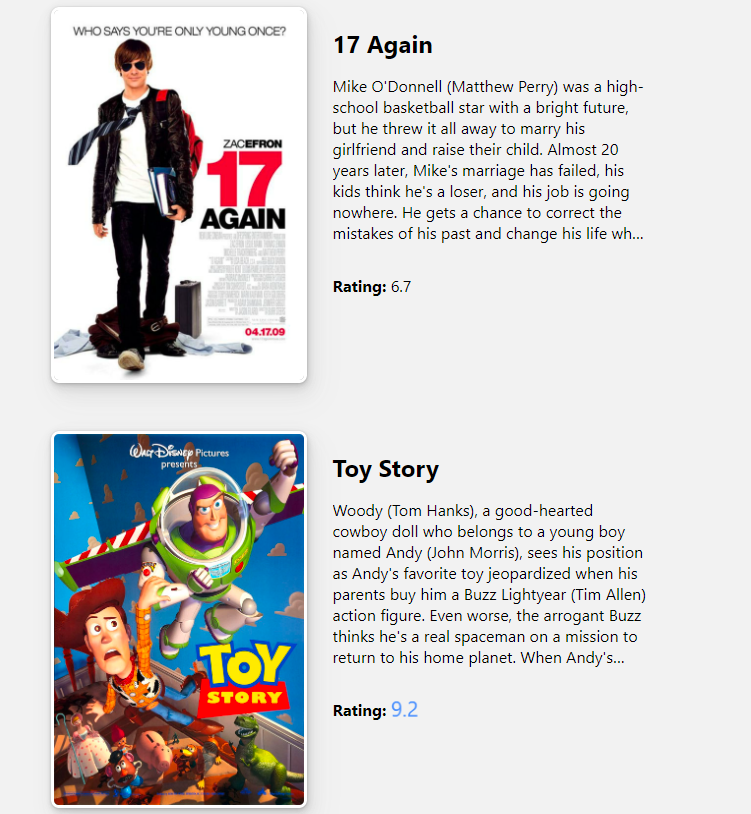 WHO SAYS YOU'RE ONLY YOUNG ONCE?
ZAC EFRON
17
AGAIN
04.17.09
17 Again
Mike O'Donnell (Matthew Perry) was a high-
school basketball star with a bright future,
but he threw it all away to marry his
girlfriend and raise their child. Almost 20
years later, Mike's marriage has failed, his
kids think he's a loser, and his job is going
nowhere. He gets a chance to correct the
mistakes of his past and change his life wh...
Rating: 6.7
WALT DISNEY Pictures
presents
TOY
STORY
Toy Story
Woody (Tom Hanks), a good-hearted
cowboy doll who belongs to a young boy
named Andy (John Morris), sees his position
as Andy's favorite toy jeopardized when his
parents buy him a Buzz Lightyear (Tim Allen)
action figure. Even worse, the arrogant Buzz
thinks he's a real spaceman on a mission to
return to his home planet. When Andy's...
Rating: 9.2